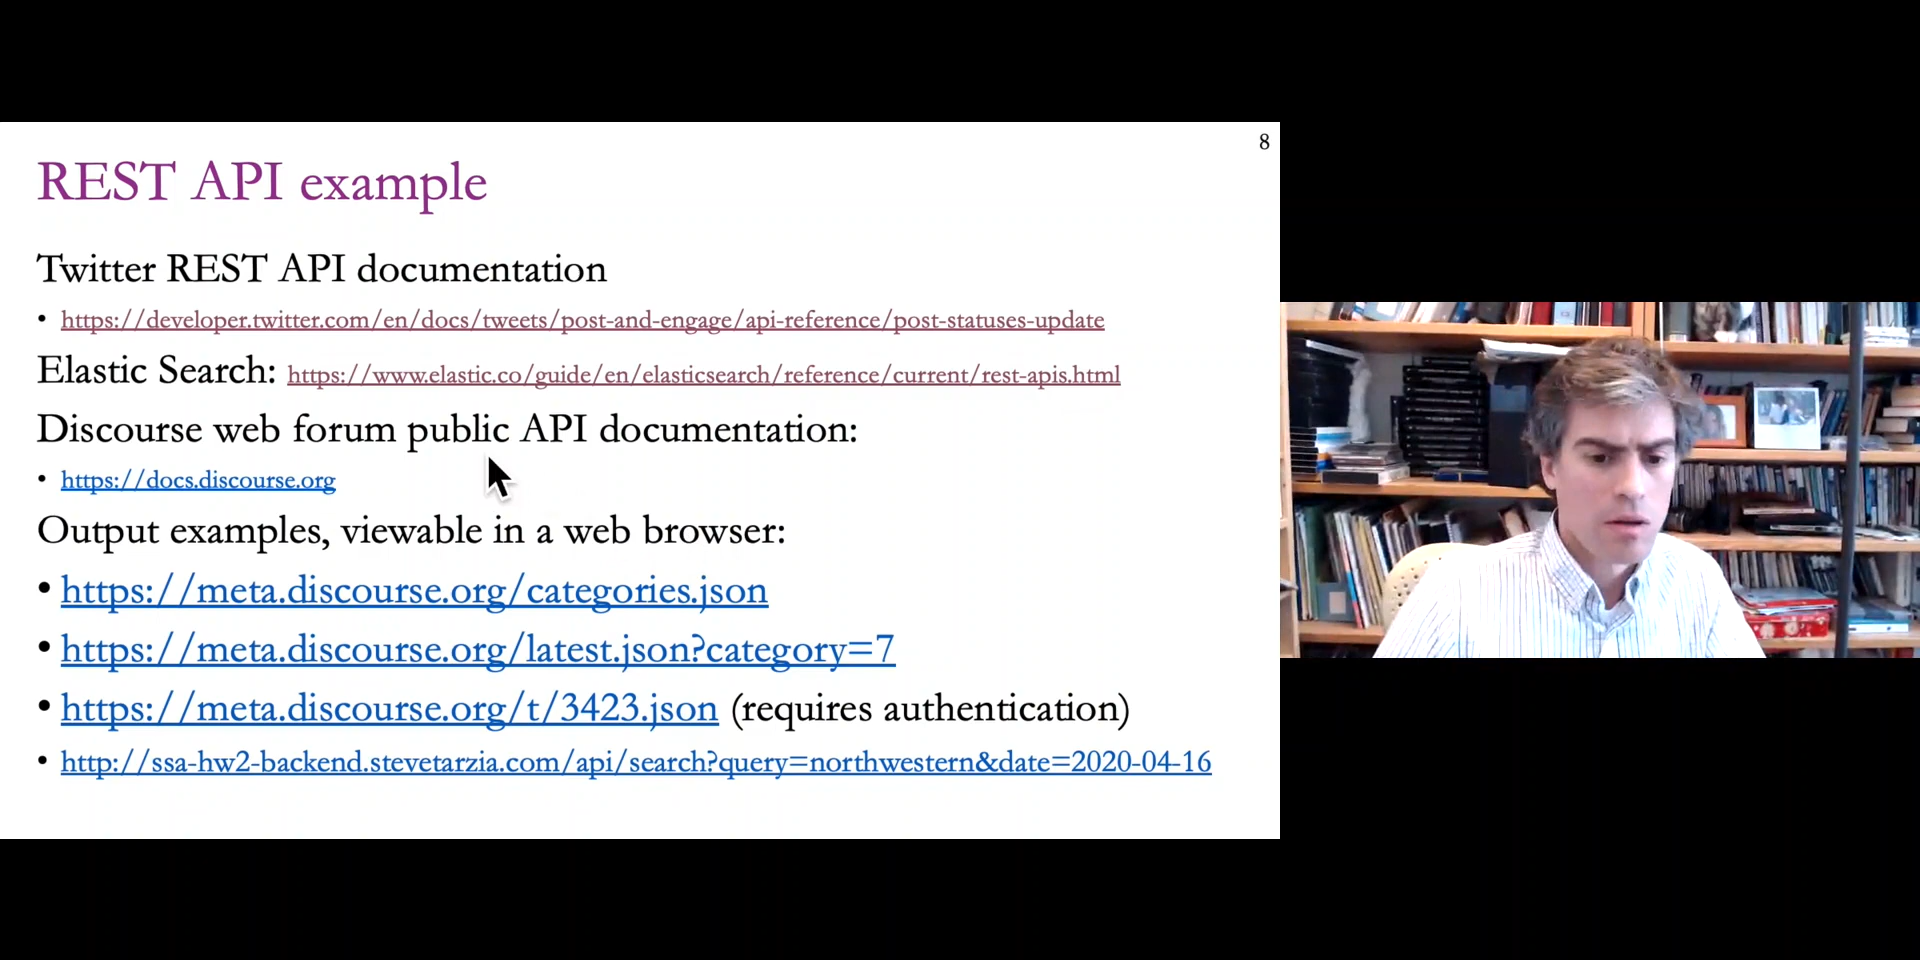 8
REST API example
Twitter REST API documentation
• https://developer.twitter.com/en/docs/tweets/post-and-engage/api-reference/post-statuses-update
Elastic Search: https://www.elastic.co/guide/en/elasticsearch/reference/current/rest-apis.html
Discourse web forum public API documentation:
• https://docs.discourse.org
Output examples, viewable in a web browser:
• https://meta.discourse.org/categories.json
• https://meta.discourse.org/latest.json?category=7
• https://meta.discourse.org/t/3423.json (requires authentication)
• http://ssa-hw2-backend.stevetarzia.com/api/search?query=northwestern&date=2020-04-16